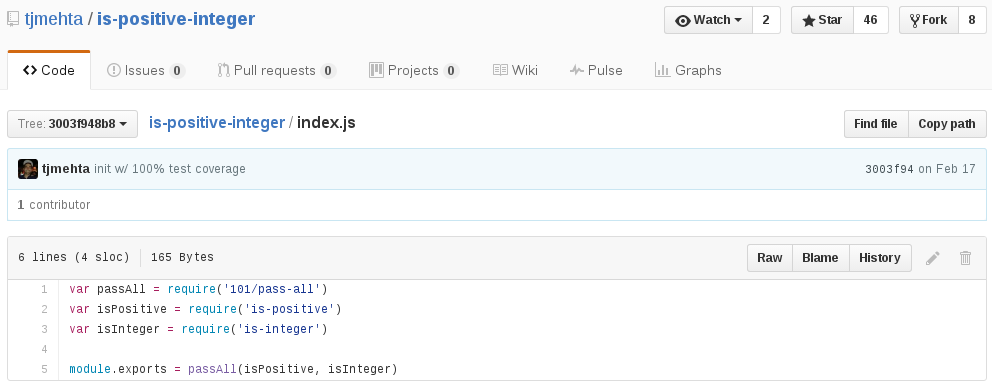 tjmehta / is-positive-integer
Watch 2 Star 46 Fork 8
Code Issues 0 Pull requests 0 Projects 0 Wiki Pulse Graphs
Tree: 3003f948b8 is-positive-integer / index.js Find file Copy path
tjmehta init w/ 100% test coverage 3003f94 on Feb 17
1 contributor
6 lines (4 sloc) 165 Bytes Raw Blame History
1 var passAll = require('101/pass-all')
2 var isPositive = require('is-positive')
3 var isInteger = require('is-integer')
4
5 module.exports = passAll(isPositive, isInteger)